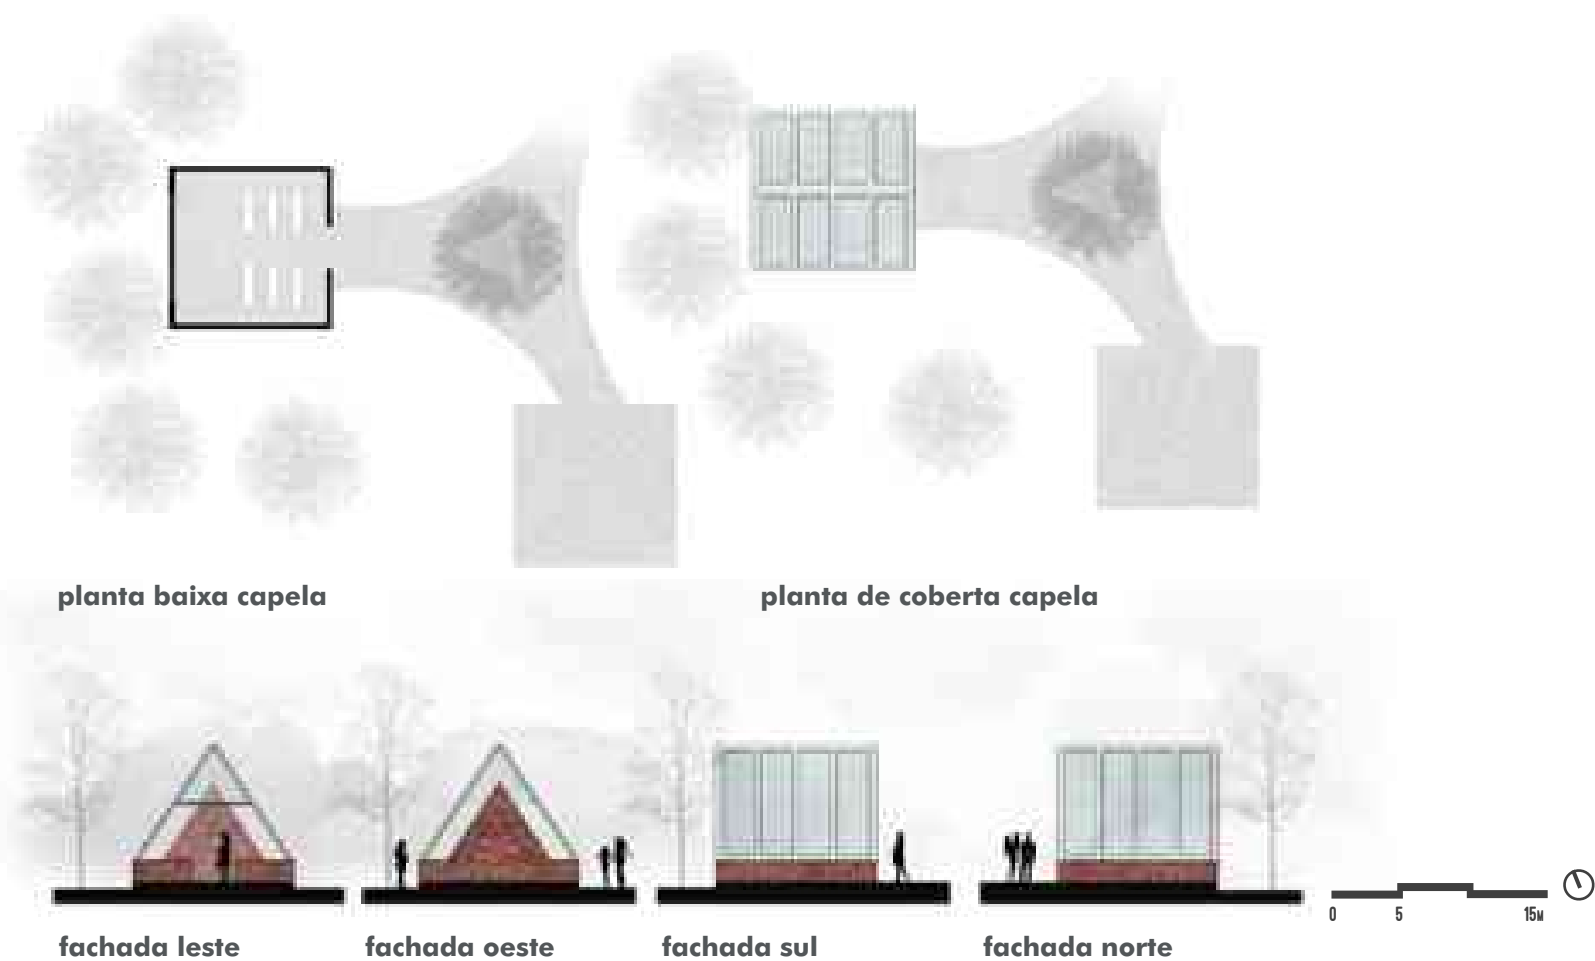 planta baixa capela
planta de coberta capela
fachada leste
fachada oeste
fachada sul
fachada norte
0 5 15M